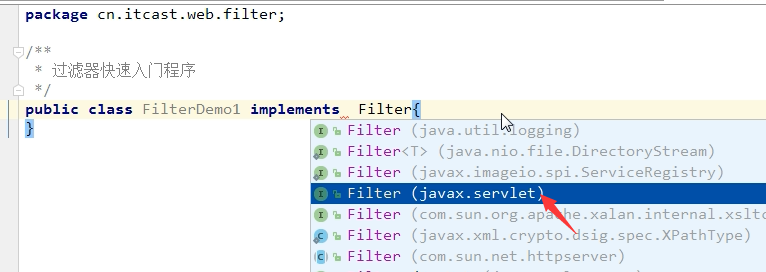 package cn.itcast.web.filter;
/**
* 过滤器快速入门程序
*/
public class FilterDemo1 implements Filter{
}
Filter (java.util.logging)
Filter<T> (java.nio.file.DirectoryStream)
Filter (javax.imageio.spi.ServiceRegistry)
Filter (javax.servlet)
Filter (com.sun.org.apache.xalan.internal.xsltc
Filter (javax.xml.crypto.dsig.spec.XPathType)
Filter (com.sun.net.httpserver)